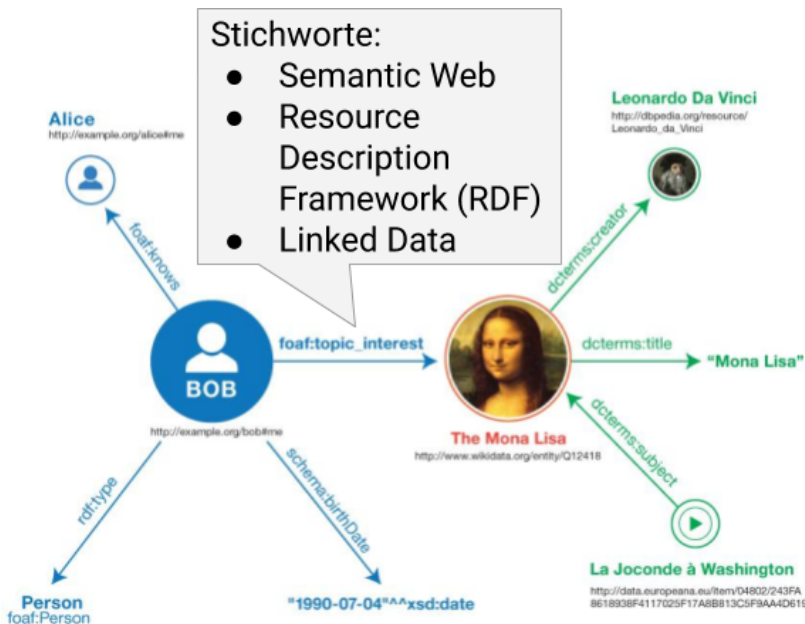 Stichworte:
● Semantic Web
● Resource
Description
Framework (RDF)
● Linked Data
Alice
http://example.org/alice#me
Leonardo Da Vinci
http://dbpedia.org/resource/
Leonardo_da_Vinci
foaf:knows
dcterms:creator
BOB
http://example.org/bob#me
foaf:topic_interest
dcterms:title
"Mona Lisa"
The Mona Lisa
http://www.wikidata.org/entity/Q12418
dcterms:subject
rdf:type
schema:birthDate
La Joconde à Washington
http://data.europeana.eu/item/04802/243FA
8618938F4117025F17A8B813C5F9AA4D619
Person
foaf:Person
"1990-07-04"^^xsd:date